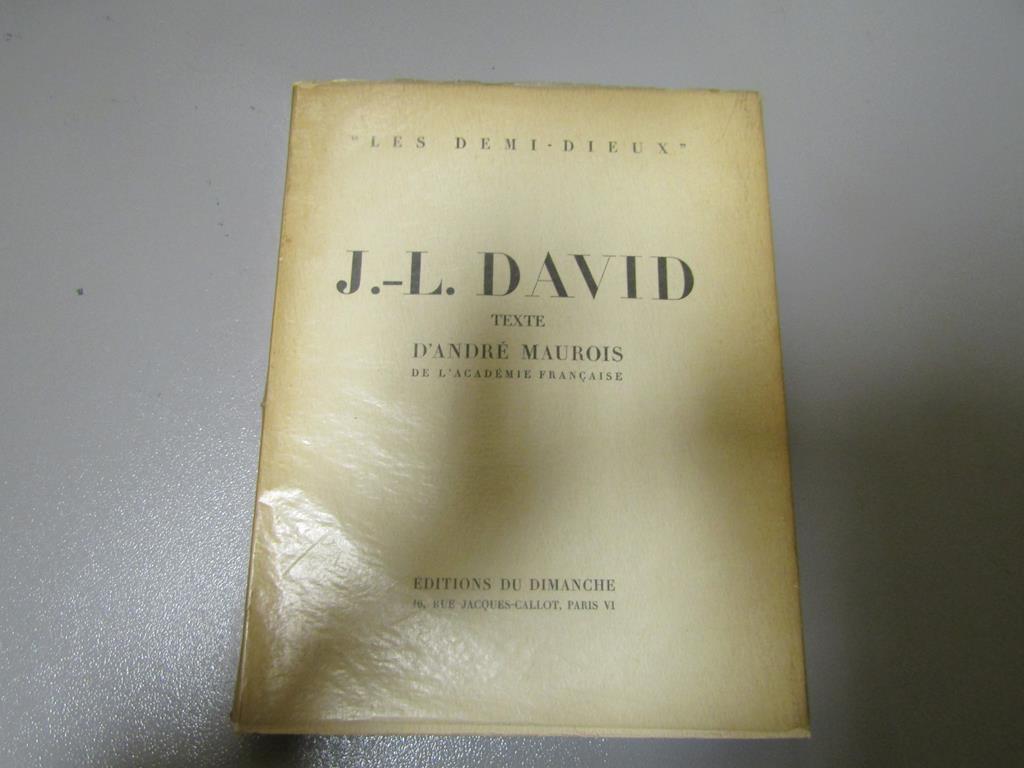 "LES DEMI-DIEUX"
J.-L. DAVID
TEXTE
D'ANDRÉ MAUROIS
DE L'ACADÉMIE FRANÇAISE
EDITIONS DU DIMANCHE
RUE JACQUES-CALLOT, PARIS VI